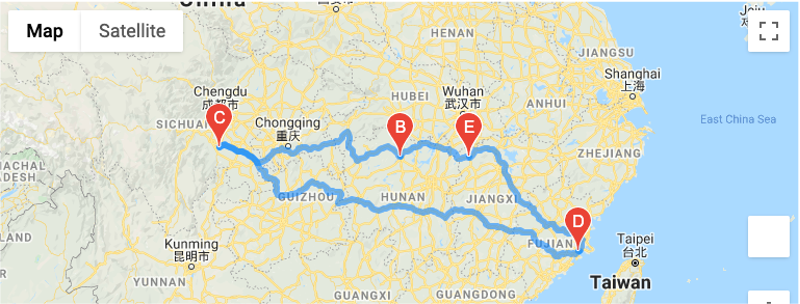 China
Map
Satellite
HENAN
JIANGSU
Shanghai
上海
Chengdu
成都市
HUBEI
Wuhan
武汉市
ANHUI
East China Sea
C
SICHUAN
Chongqing
重庆
B
E
ZHEJIANG
GUIZHOU
HUNAN
JIANGXI
D
Kunming
昆明市
FUJIAN
Taipei
台北
YUNNAN
Taiwan
GUANGXI
GUANGDONG